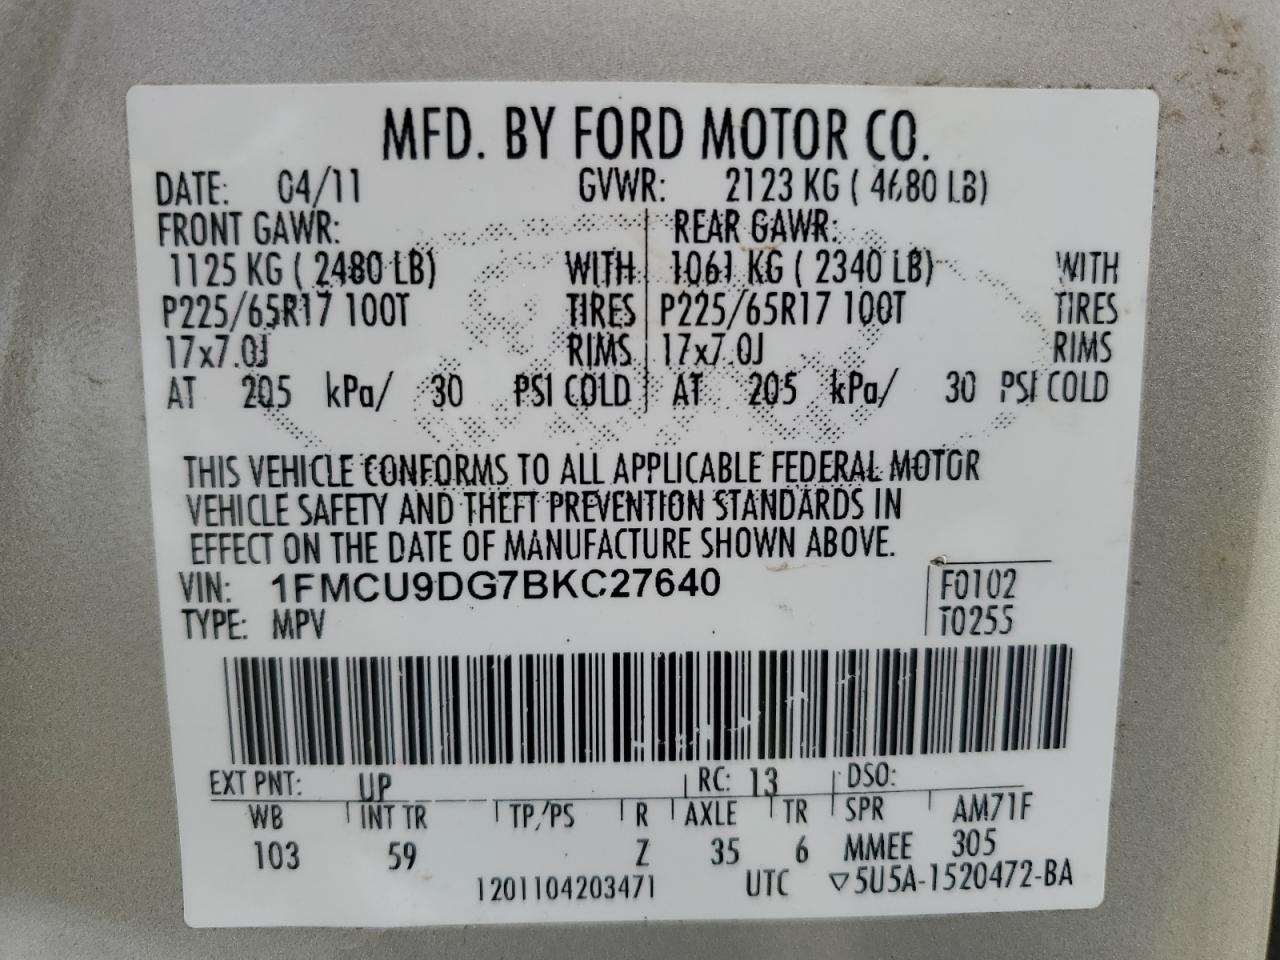 MFD. BY FORD MOTOR CO.
DATE: 04/11 GVWR: 2123 KG ( 4680 LB)
FRONT GAWR: REAR GAWR:
1125 KG ( 2480 LB) WITH 1061 KG ( 2340 LB) WITH
P225/65R17 100T TIRES P225/65R17 100T TIRES
17x7.0J RIMS 17x7.0J RIMS
AT 205 kPa/ 30 PSI COLD AT 205 kPa/ 30 PSI COLD
THIS VEHICLE CONFORMS TO ALL APPLICABLE FEDERAL MOTOR
VEHICLE SAFETY AND THEFT PREVENTION STANDARDS IN
EFFECT ON THE DATE OF MANUFACTURE SHOWN ABOVE.
VIN: 1FMCU9DG7BKC27640 F0102
TYPE: MPV T0255
EXT PNT: UP RC: 13 DSO:
WB INT TR TP/PS R AXLE TR SPR AM71F
103 59 Z 35 6 MMEE 305
1201104203471 UTC ▽5U5A-1520472-BA